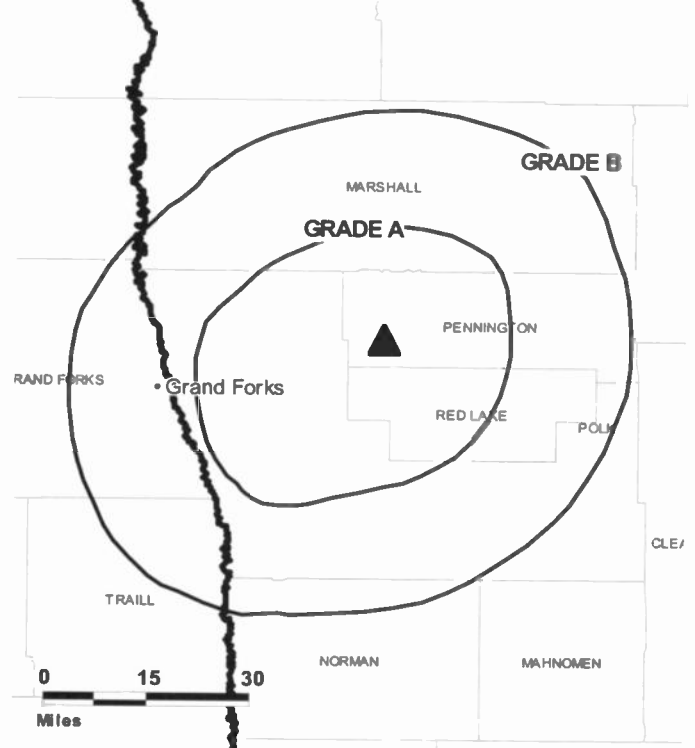 GRADE B
MARSHALL
GRADE A
PENNINGTON
RAND FORKS
Grand Forks
RED LAKE
POLK
CLEA
TRAILL
NORMAN
MAHNOMEN
0 15 30
Miles